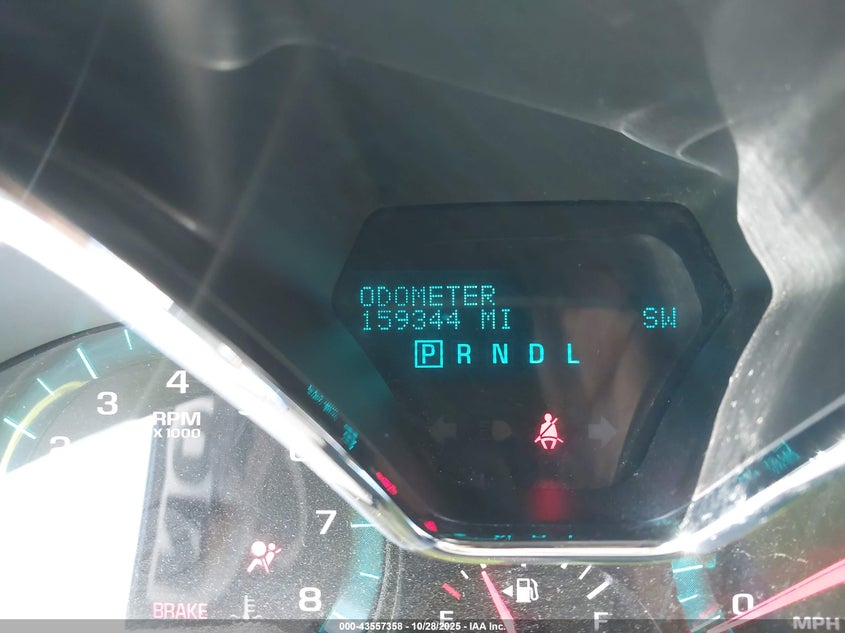 ODOMETER
159344 MI
SW
P R N D L
4
3
RPM
X1000
7
8
BRAKE
E
F
0
MPH
000-43557358 - 10/28/2025 - IAA Inc.